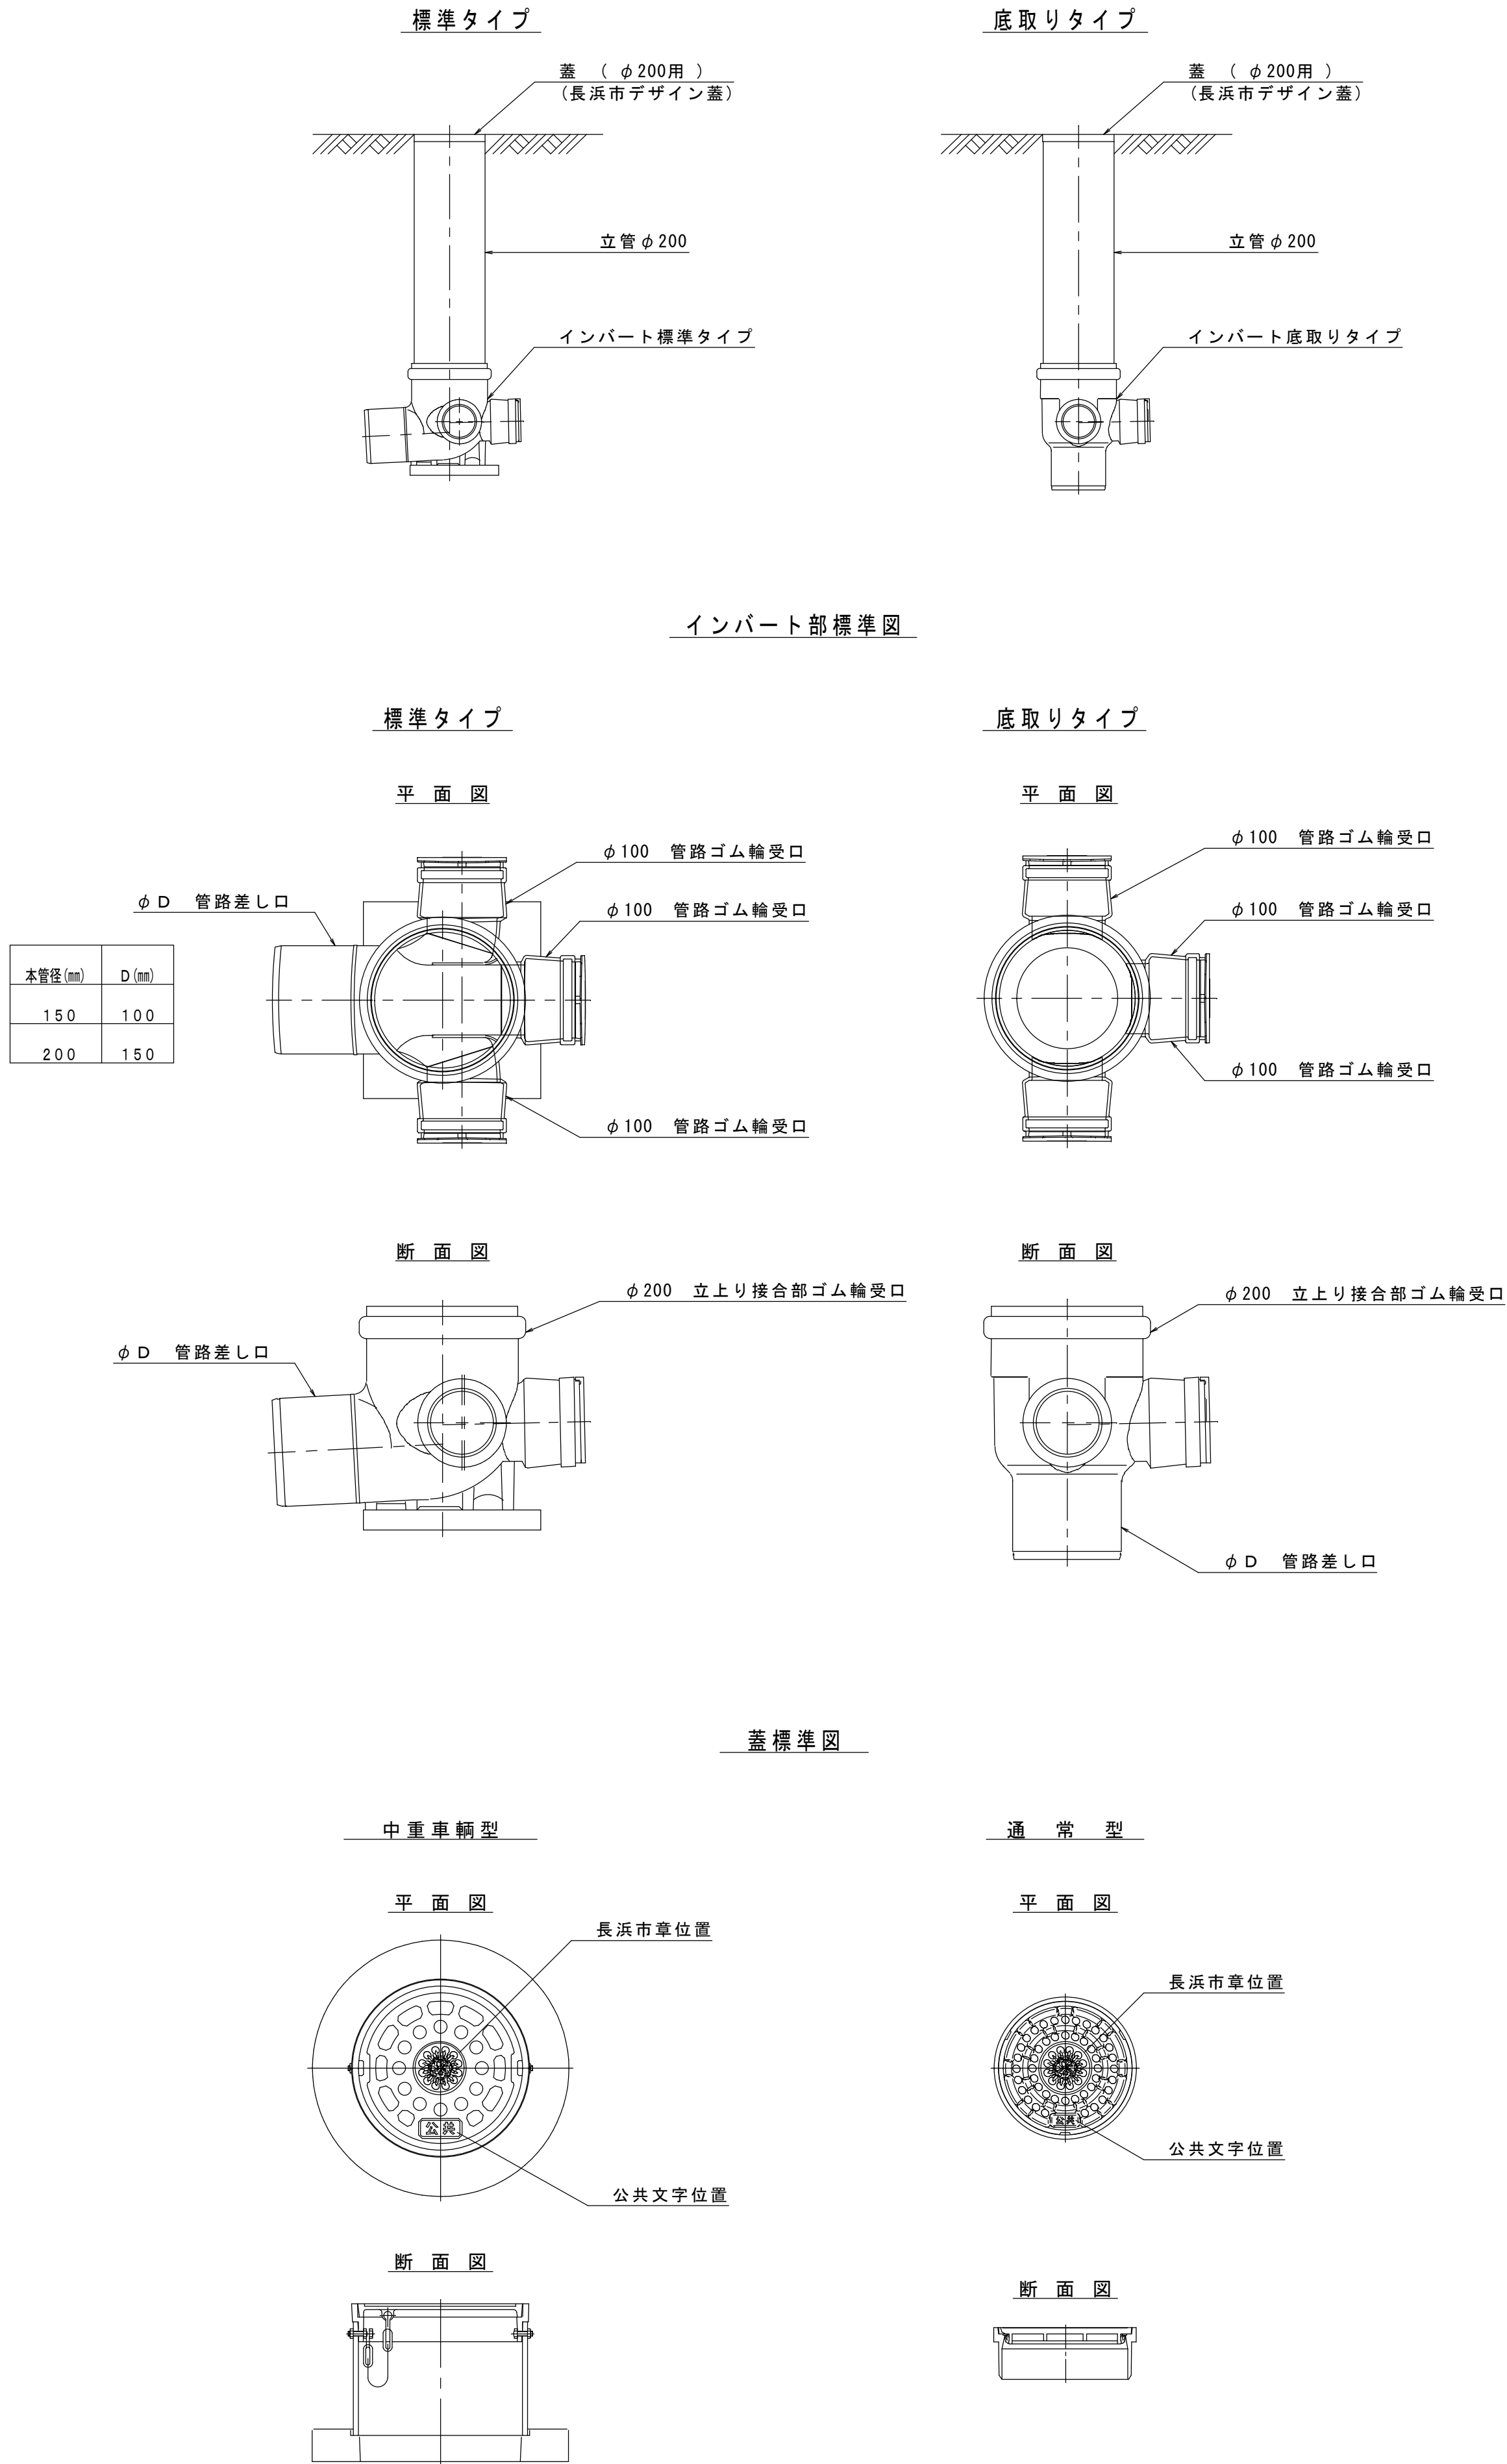 標準タイプ
底取りタイプ
蓋 （ φ200用 ）
（長浜市デザイン蓋）
蓋 （ φ200用 ）
（長浜市デザイン蓋）
立管φ200
立管φ200
インバート標準タイプ
インバート底取りタイプ
インバート部標準図
標準タイプ
底取りタイプ
平 面 図
平 面 図
φ100 管路ゴム輪受口
φ100 管路ゴム輪受口
φD 管路差し口
φ100 管路ゴム輪受口
φ100 管路ゴム輪受口
本管径(㎜) D(㎜)
150 100
200 150
φ100 管路ゴム輪受口
φ100 管路ゴム輪受口
断 面 図
断 面 図
φ200 立上り接合部ゴム輪受口
φ200 立上り接合部ゴム輪受口
φD 管路差し口
φD 管路差し口
蓋標準図
中重車輌型
通 常 型
平 面 図
平 面 図
長浜市章位置
長浜市章位置
公共
公共
公共文字位置
公共文字位置
断 面 図
断 面 図